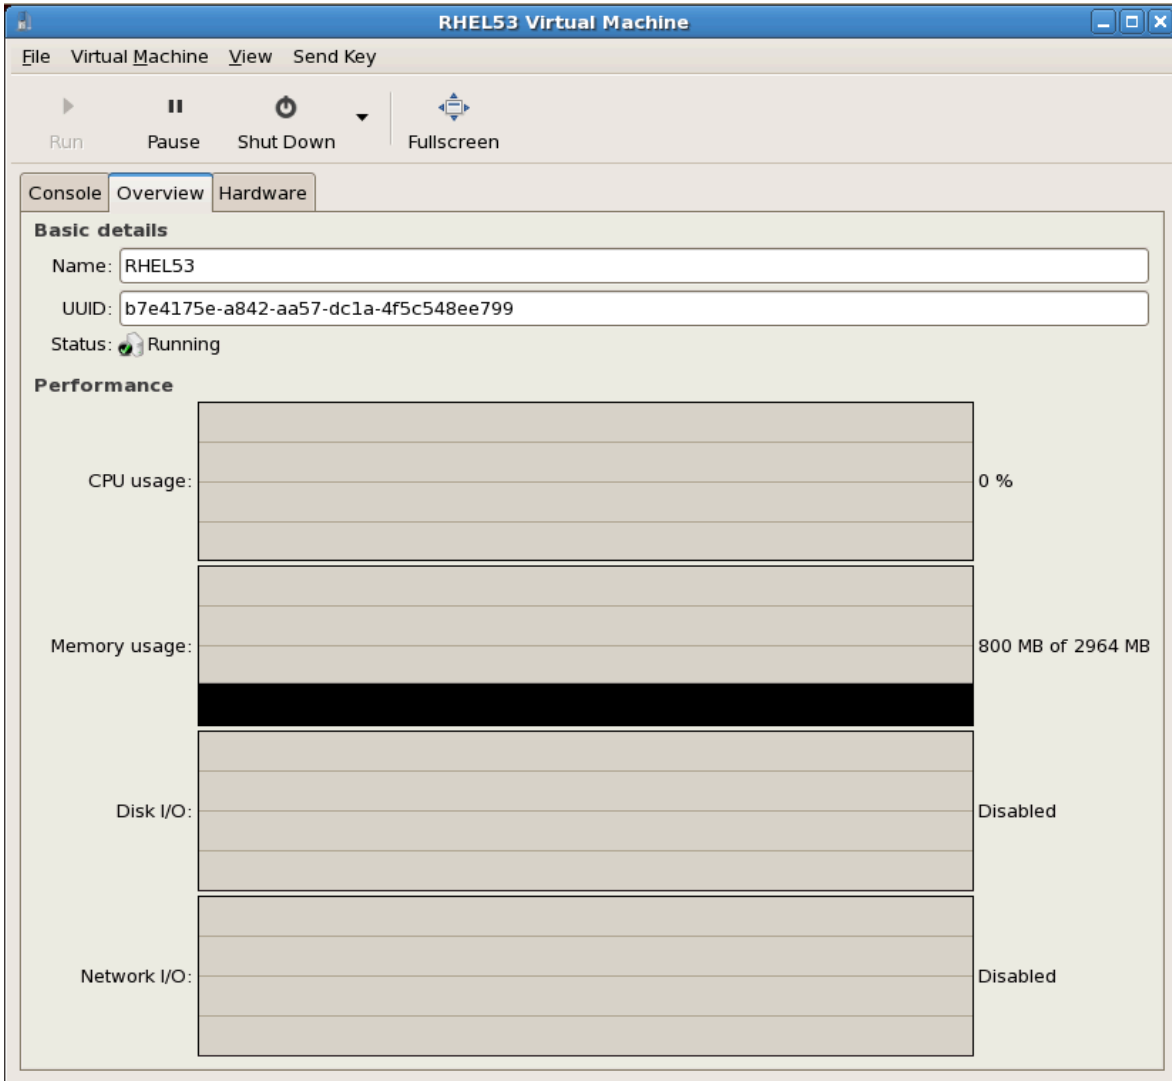 RHEL53 Virtual Machine
File Virtual Machine View Send Key
Run Pause Shut Down Fullscreen
Console Overview Hardware
Basic details
Name: RHEL53
UUID: b7e4175e-a842-aa57-dc1a-4f5c548ee799
Status: Running
Performance
CPU usage: 0 %
Memory usage: 800 MB of 2964 MB
Disk I/O: Disabled
Network I/O: Disabled